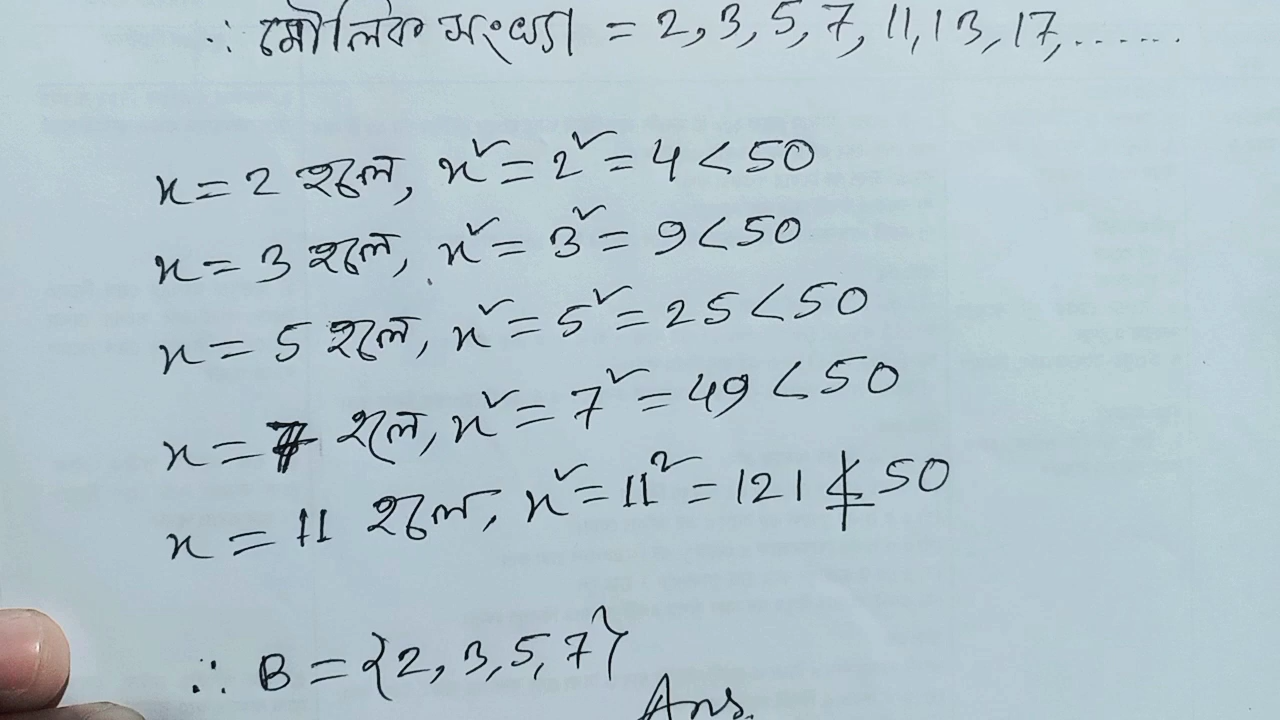 ∴ মৌলিক সংখ্যা = 2, 3, 5, 7, 11, 13, 17, ......
x = 2 হলে, x² = 2² = 4 < 50
x = 3 হলে, x² = 3² = 9 < 50
x = 5 হলে, x² = 5² = 25 < 50
x = 7 হলে, x² = 7² = 49 < 50
x = 11 হলে, x² = 11² = 121 ≮ 50
∴ B = {2, 3, 5, 7}
Ans.